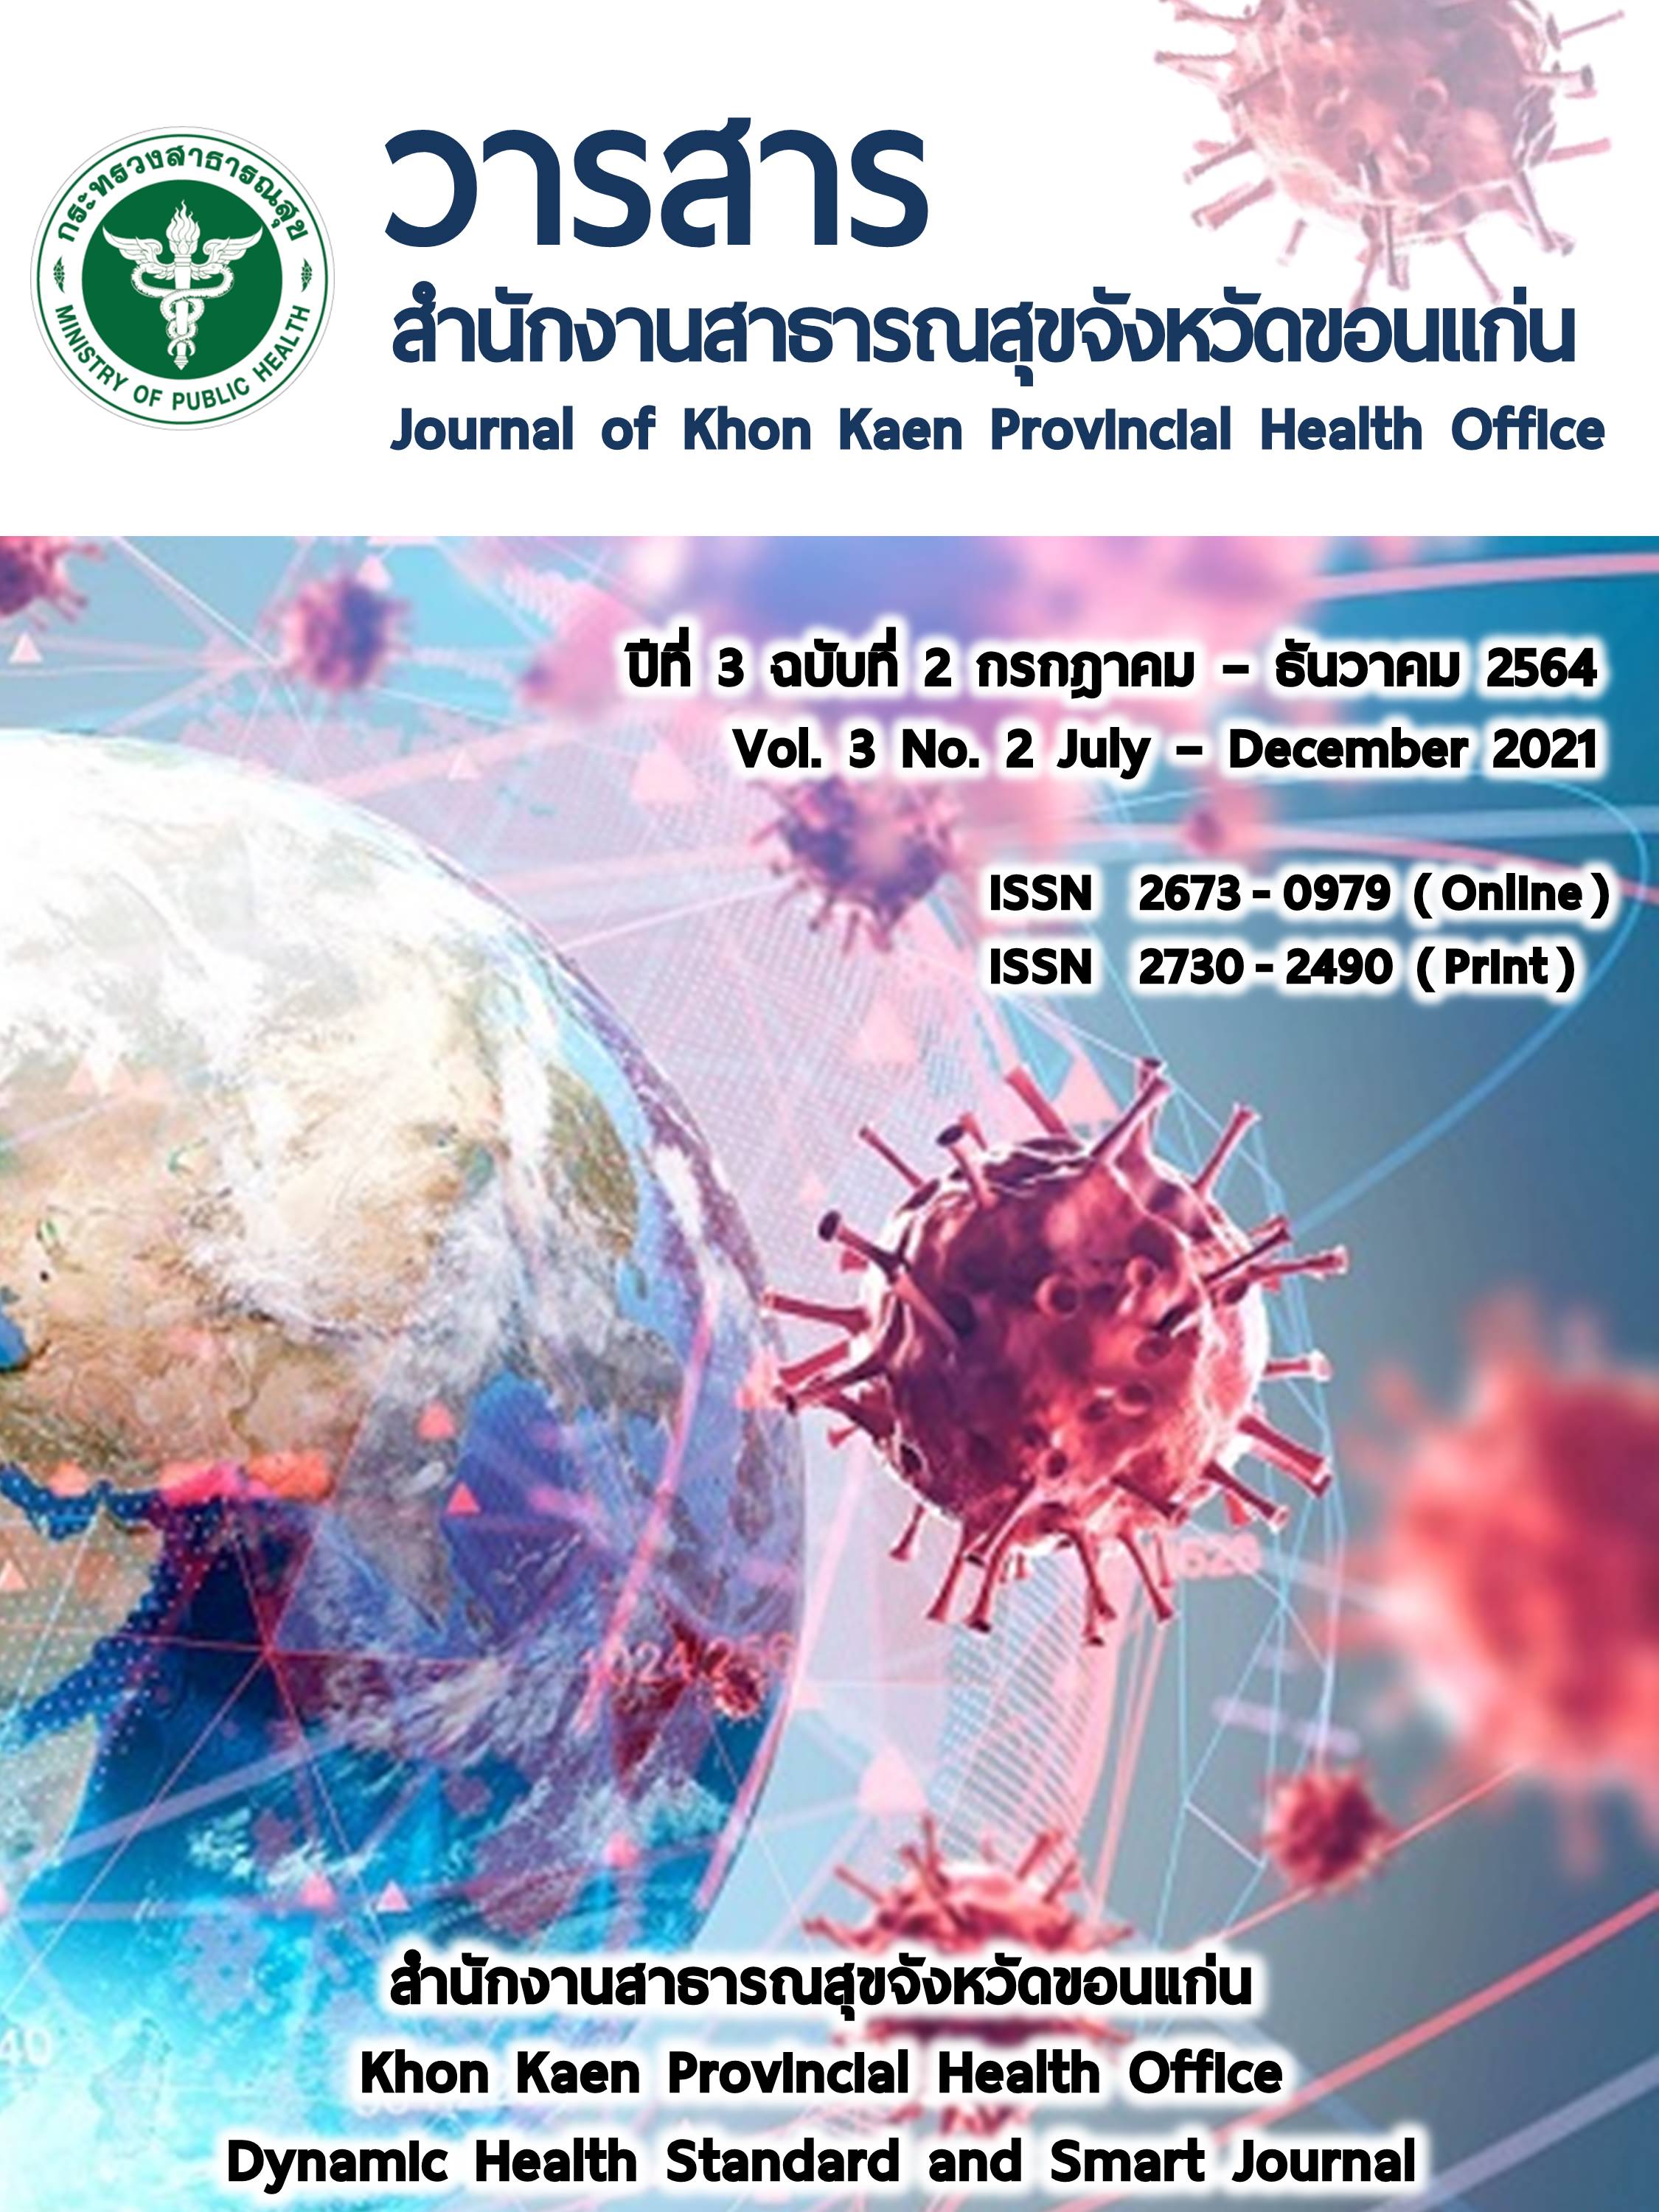 กระทรวงสาธารณสุข
MINISTRY OF PUBLIC HEALTH
วารสาร
สำนักงานสาธารณสุขจังหวัดขอนแก่น
Journal of Khon Kaen Provincial Health Office
ปีที่ 3 ฉบับที่ 2 กรกฎาคม – ธันวาคม 2564
Vol. 3 No. 2 July – December 2021
ISSN 2673-0979 (Online)
ISSN 2730-2490 (Print)
สำนักงานสาธารณสุขจังหวัดขอนแก่น
Khon Kaen Provincial Health Office
Dynamic Health Standard and Smart Journal